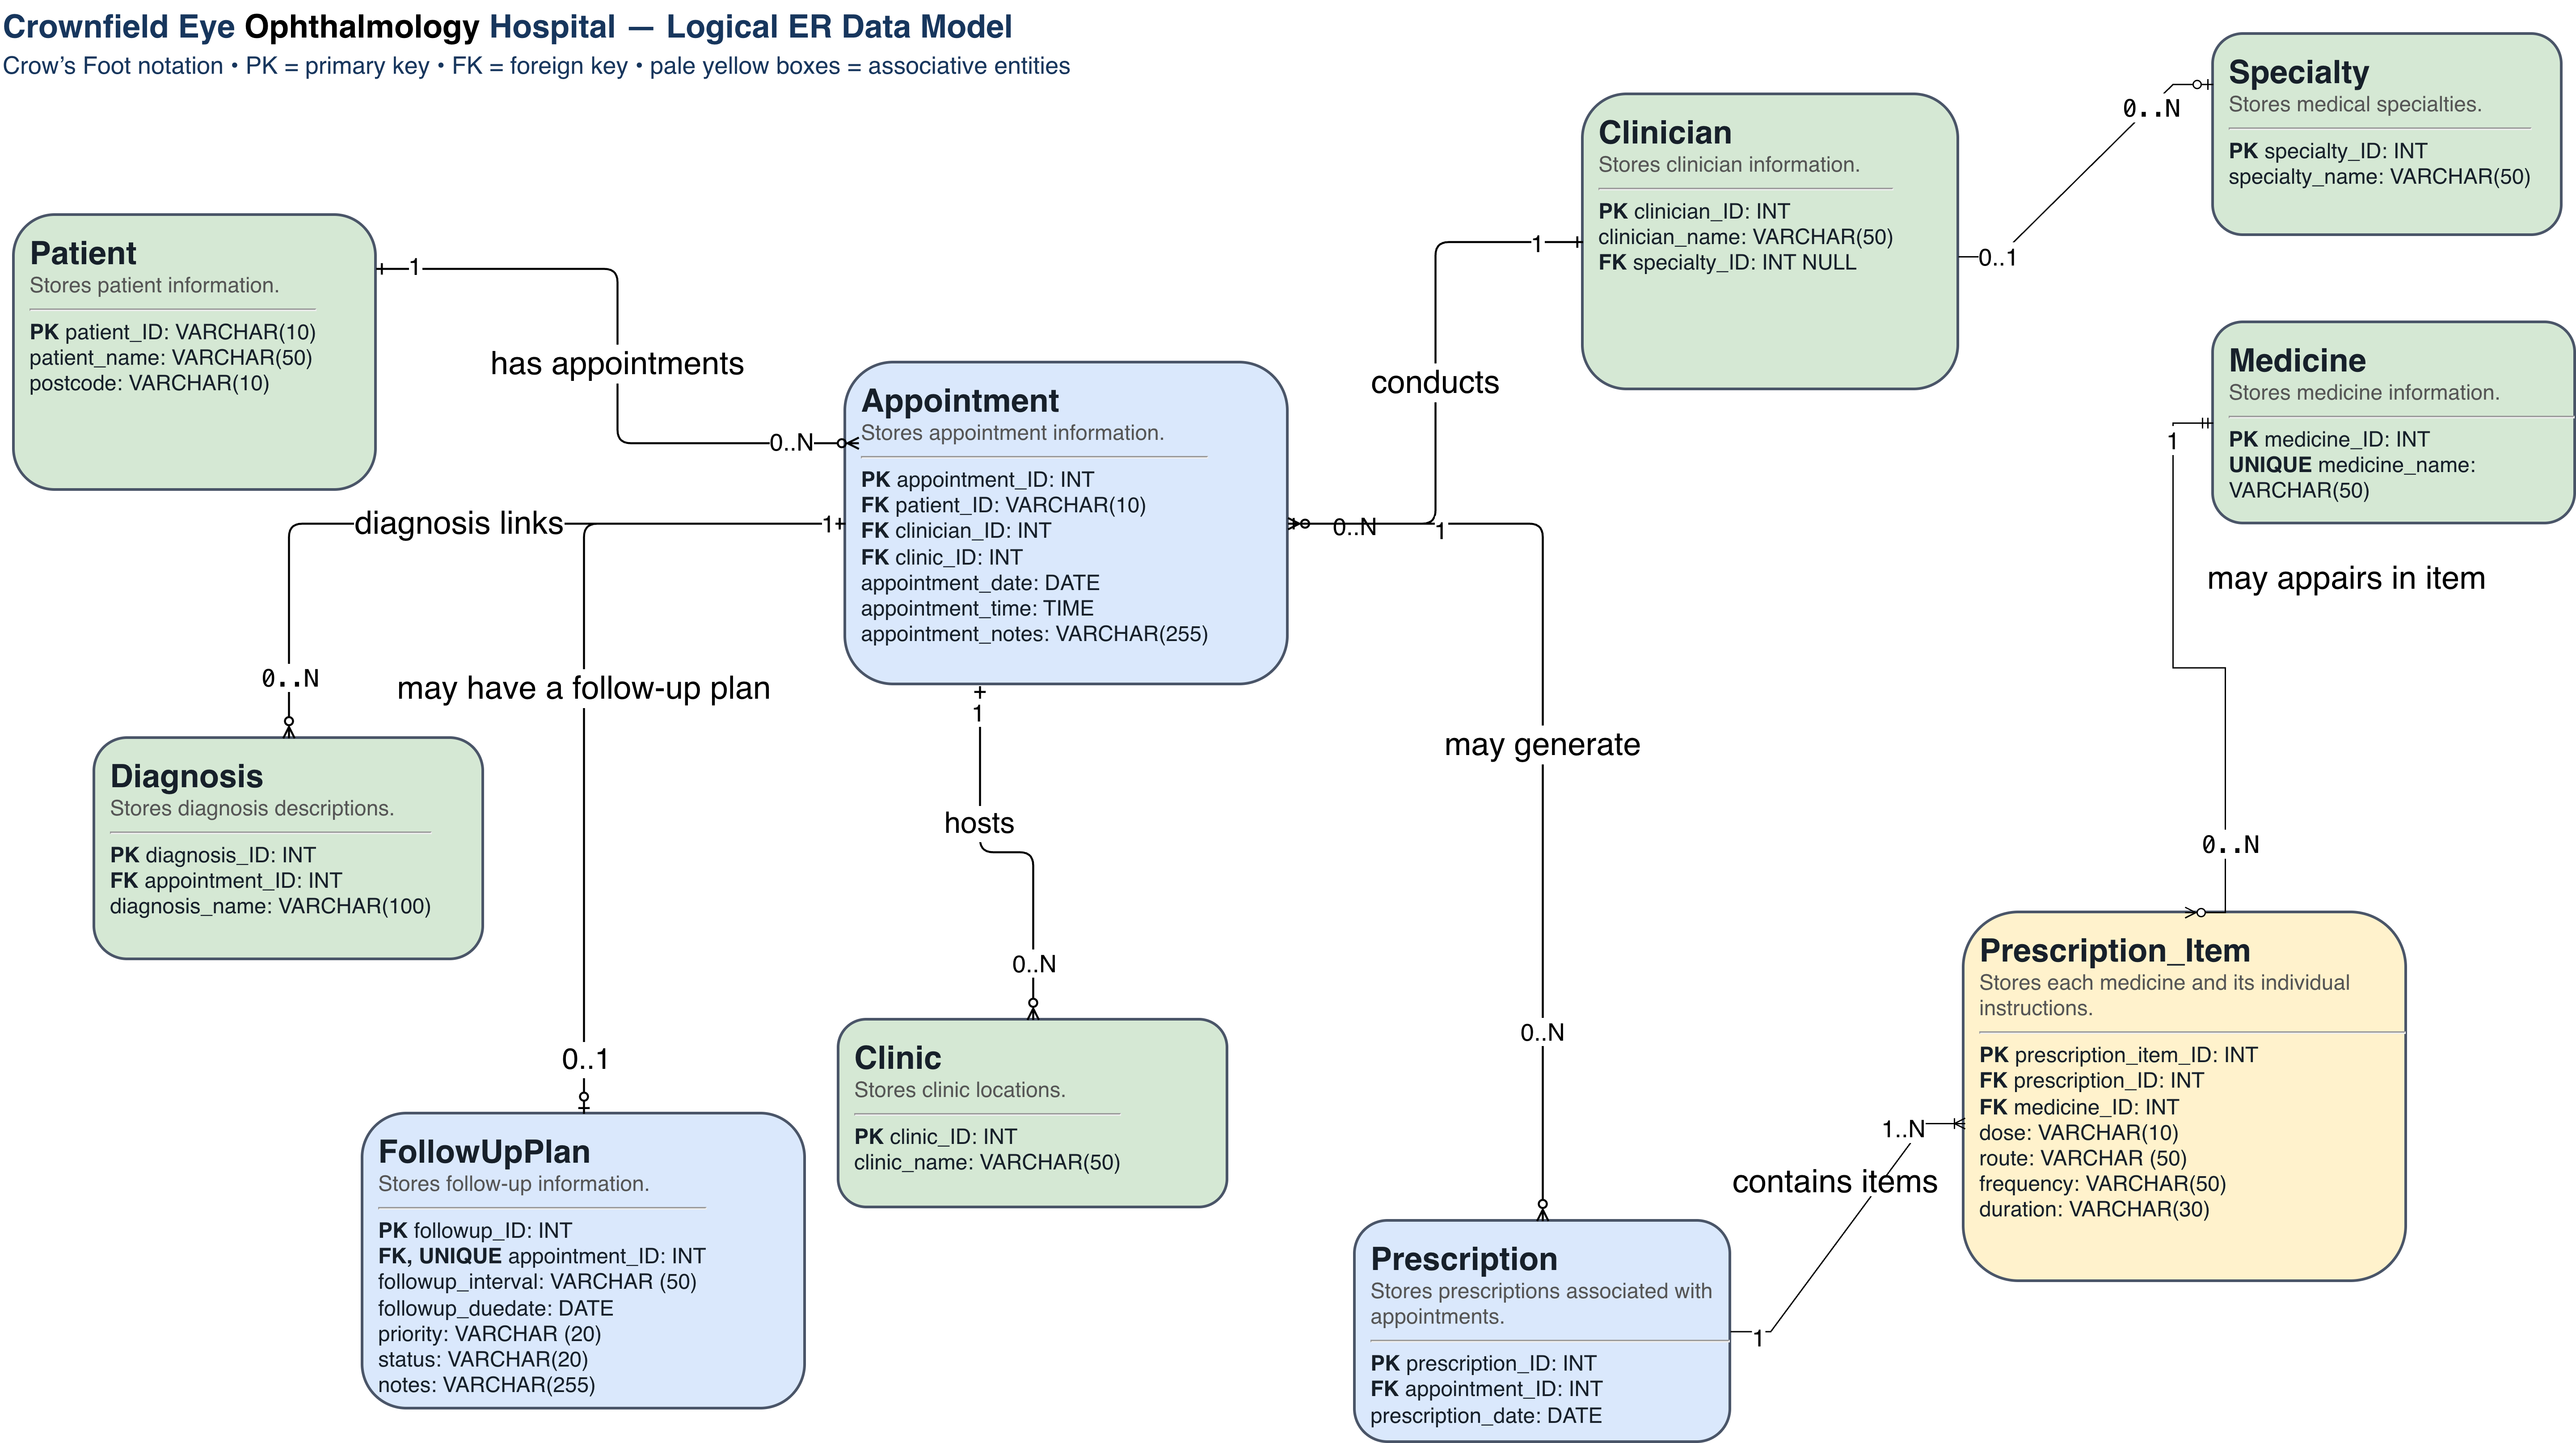 Crownfield Eye Ophthalmology Hospital — Logical ER Data Model
Crow’s Foot notation • PK = primary key • FK = foreign key • pale yellow boxes = associative entities
Specialty
Stores medical specialties.
PK specialty_ID: INT
specialty_name: VARCHAR(50)
0..N
0..1
Clinician
Stores clinician information.
PK clinician_ID: INT
clinician_name: VARCHAR(50)
FK specialty_ID: INT NULL
1
conducts
0..N
Patient
Stores patient information.
PK patient_ID: VARCHAR(10)
patient_name: VARCHAR(50)
postcode: VARCHAR(10)
1
has appointments
0..N
Appointment
Stores appointment information.
PK appointment_ID: INT
FK patient_ID: VARCHAR(10)
FK clinician_ID: INT
FK clinic_ID: INT
appointment_date: DATE
appointment_time: TIME
appointment_notes: VARCHAR(255)
Medicine
Stores medicine information.
PK medicine_ID: INT
UNIQUE medicine_name:
VARCHAR(50)
1
may appairs in item
0..N
diagnosis links
1
0..N
may have a follow-up plan
0..1
1
hosts
0..N
1
may generate
0..N
Diagnosis
Stores diagnosis descriptions.
PK diagnosis_ID: INT
FK appointment_ID: INT
diagnosis_name: VARCHAR(100)
Clinic
Stores clinic locations.
PK clinic_ID: INT
clinic_name: VARCHAR(50)
FollowUpPlan
Stores follow-up information.
PK followup_ID: INT
FK, UNIQUE appointment_ID: INT
followup_interval: VARCHAR (50)
followup_duedate: DATE
priority: VARCHAR (20)
status: VARCHAR(20)
notes: VARCHAR(255)
Prescription_Item
Stores each medicine and its individual
instructions.
PK prescription_item_ID: INT
FK prescription_ID: INT
FK medicine_ID: INT
dose: VARCHAR(10)
route: VARCHAR (50)
frequency: VARCHAR(50)
duration: VARCHAR(30)
1..N
contains items
1
Prescription
Stores prescriptions associated with
appointments.
PK prescription_ID: INT
FK appointment_ID: INT
prescription_date: DATE